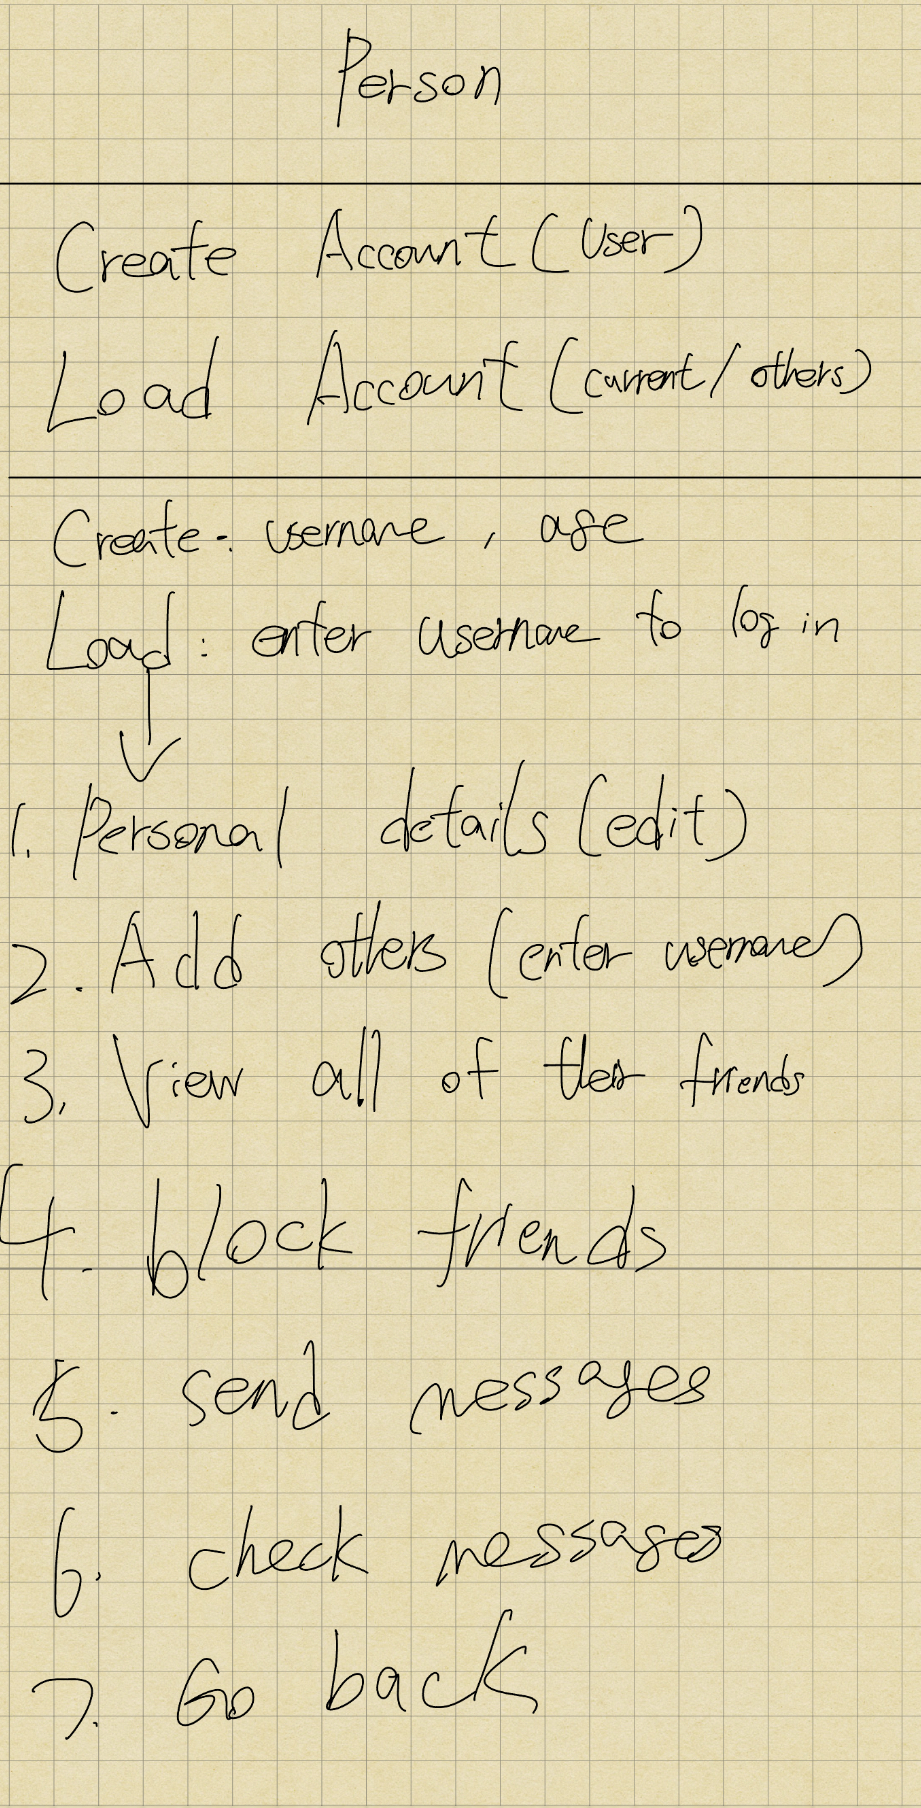 Person
Create Account (User)
Load Account (current / others)
Create: username, age
Load: enter username to log in
1. Personal details (edit)
2. Add others (enter username)
3. View all of their friends
4. block friends
5. send messages
6. check messages
7. Go back